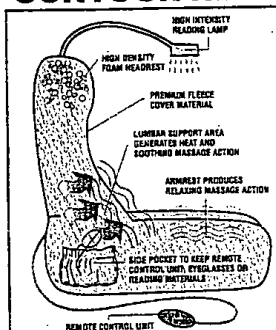 HIGH INTENSITY
READING LAMP
HIGH DENSITY
FOAM HEADREST
PREMIUM FLEECE
COVER MATERIAL
LUMBAR SUPPORT AREA
GENERATES HEAT AND
SOOTHING MASSAGE ACTION
ARMREST PRODUCES
RELAXING MASSAGE ACTION
SIDE POCKET TO KEEP REMOTE
CONTROL UNIT, EYEGLASSES OR
READING MATERIALS
REMOTE CONTROL UNIT